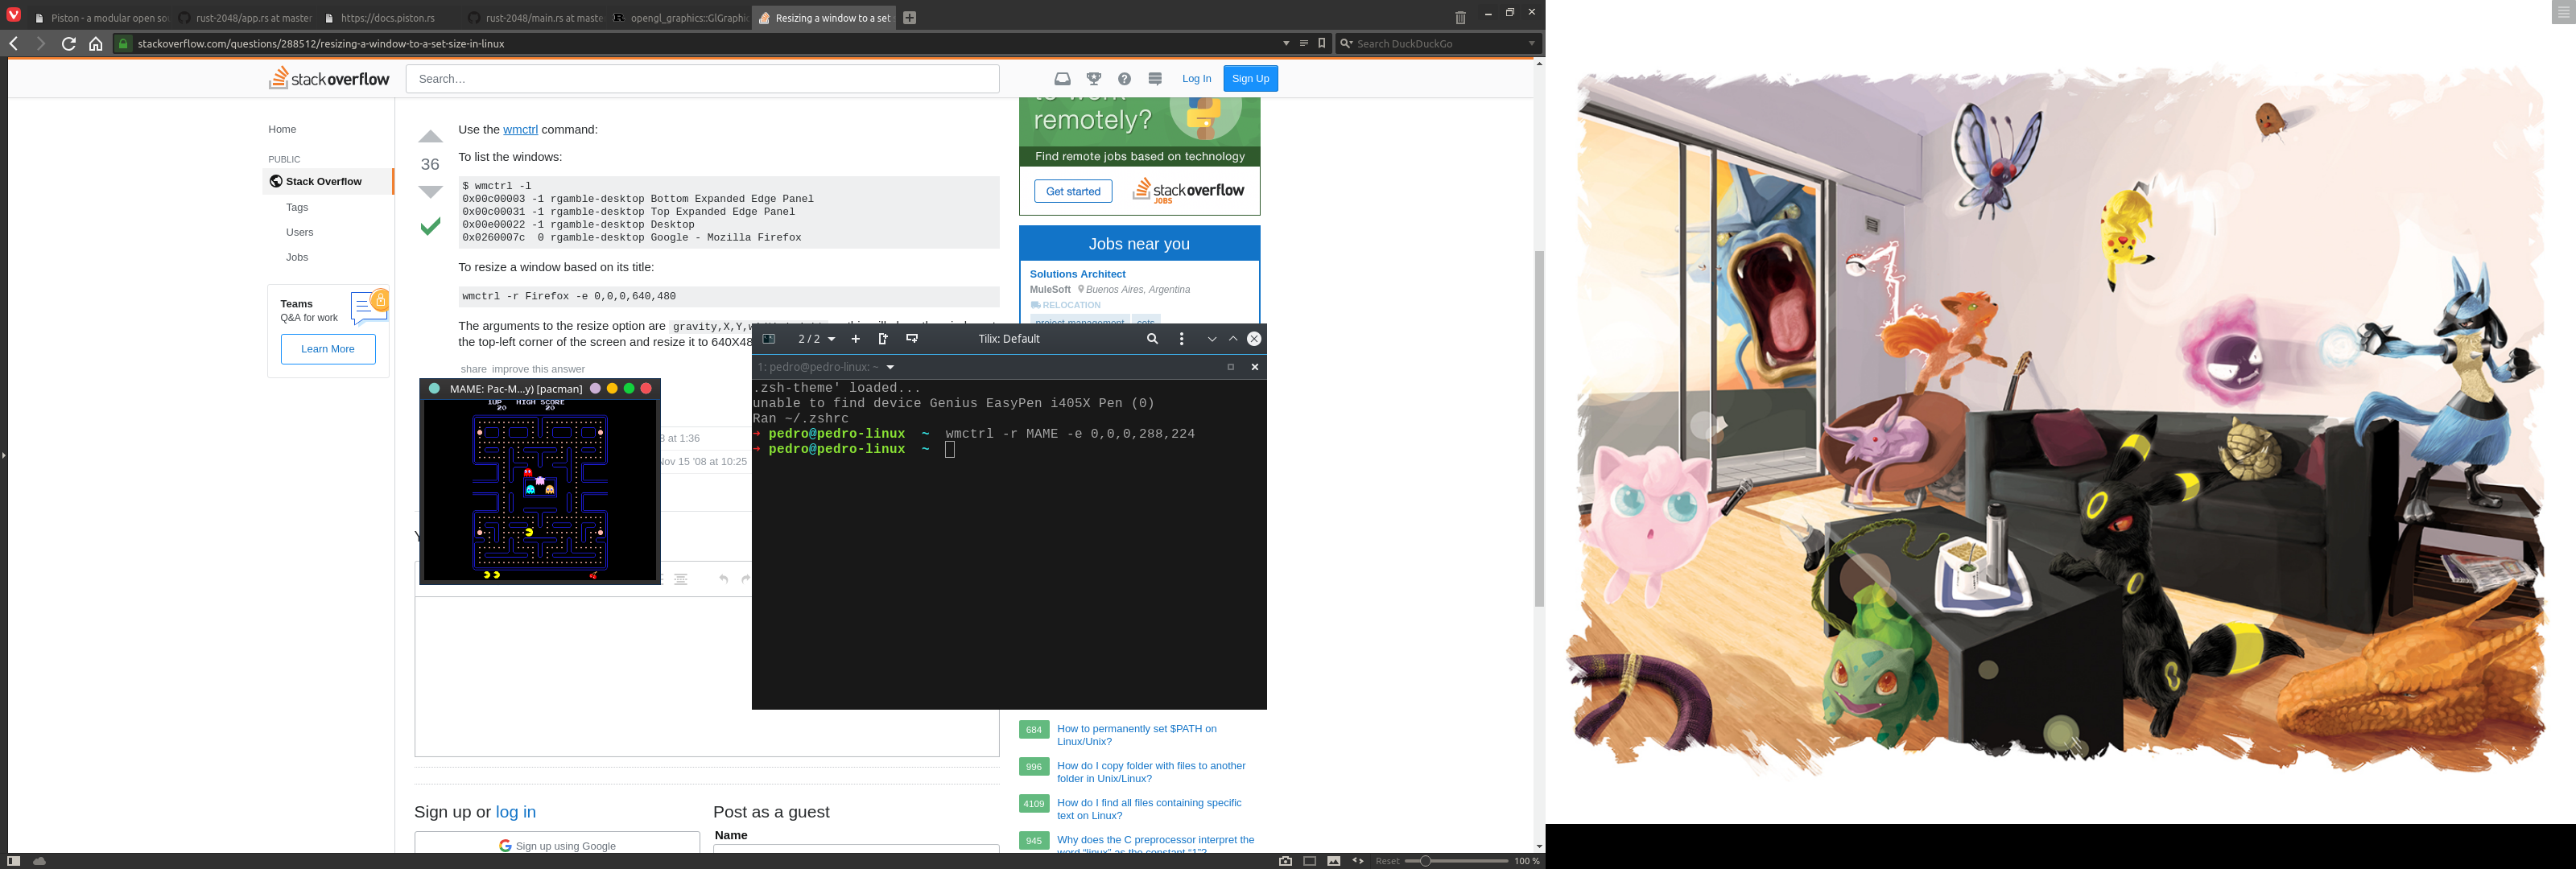 Piston - a modular open so
rust-2048/app.rs at master
https://docs.piston.rs
rust-2048/main.rs at maste
opengl_graphics::GlGraphic
Resizing a window to a set
stackoverflow.com/questions/288512/resizing-a-window-to-a-set-size-in-linux
Search DuckDuckGo
stackoverflow
Search…
Log In
Sign Up
Home
PUBLIC
Stack Overflow
Tags
Users
Jobs
Teams
Q&A for work
Learn More
36
Use the wmctrl command:
To list the windows:
$ wmctrl -l
0x00c00003 -1 rgamble-desktop Bottom Expanded Edge Panel
0x00c00031 -1 rgamble-desktop Top Expanded Edge Panel
0x00e00022 -1 rgamble-desktop Desktop
0x0260007c  0 rgamble-desktop Google - Mozilla Firefox
To resize a window based on its title:
wmctrl -r Firefox -e 0,0,0,640,480
The arguments to the resize option are gravity,X,Y,
the top-left corner of the screen and resize it to 640X48
share improve this answer
8 at 1:36
Nov 15 '08 at 10:25
MAME: Pac-M...y) [pacman]
1UP HIGH SCORE
20 20
2 / 2
Tilix: Default
1: pedro@pedro-linux: ~
.zsh-theme' loaded...
unable to find device Genius EasyPen i405X Pen (0)
Ran ~/.zshrc
➜ pedro@pedro-linux ~ wmctrl -r MAME -e 0,0,0,288,224
➜ pedro@pedro-linux ~
to work
remotely?
Find remote jobs based on technology
Get started
stackoverflow
JOBS
Jobs near you
Solutions Architect
MuleSoft Buenos Aires, Argentina
RELOCATION
project-management
684 How to permanently set $PATH on
Linux/Unix?
996 How do I copy folder with files to another
folder in Unix/Linux?
4109 How do I find all files containing specific
text on Linux?
945 Why does the C preprocessor interpret the
word "linux" as the constant "1"?
Sign up or log in
Sign up using Google
Post as a guest
Name
Reset
100 %